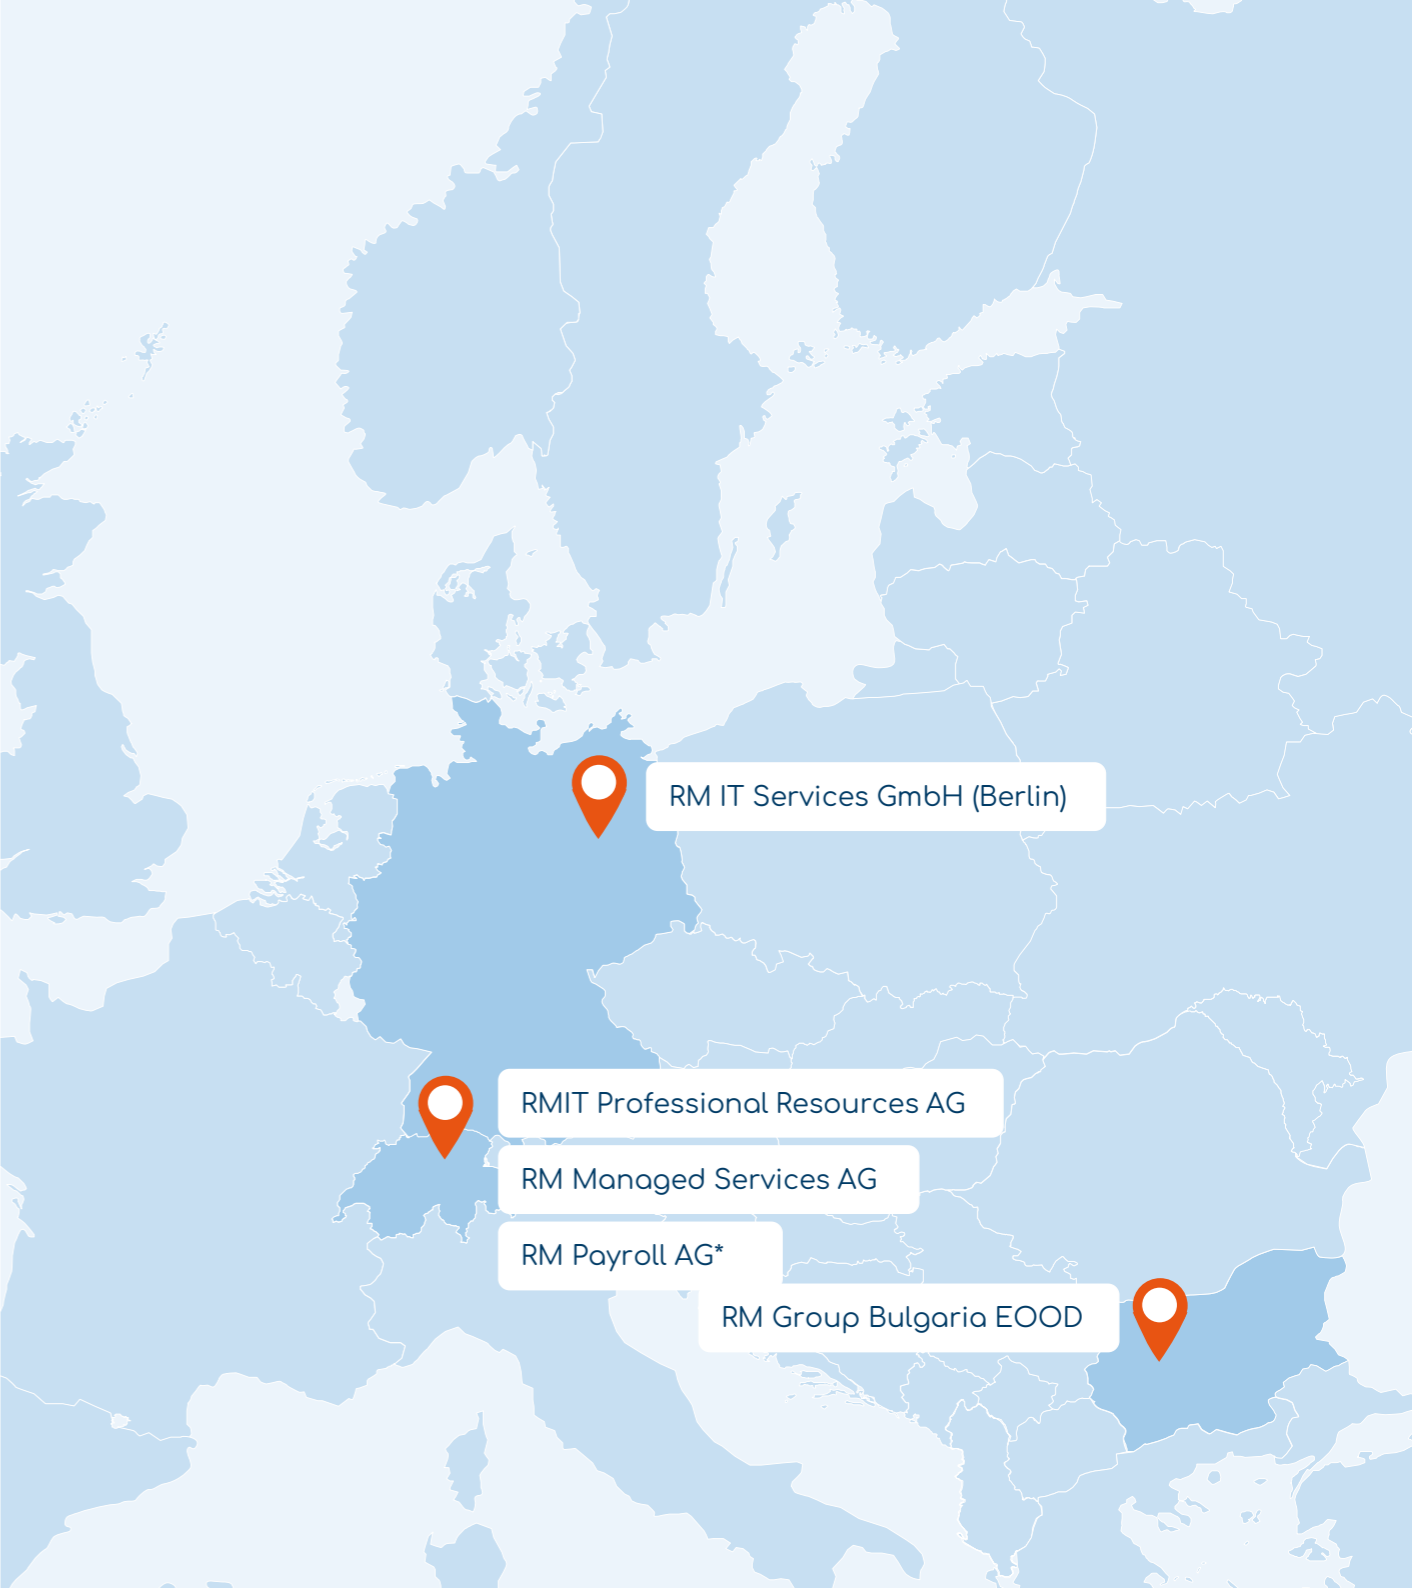 RM IT Services GmbH (Berlin)
RMIT Professional Resources AG
RM Managed Services AG
RM Payroll AG*
RM Group Bulgaria EOOD